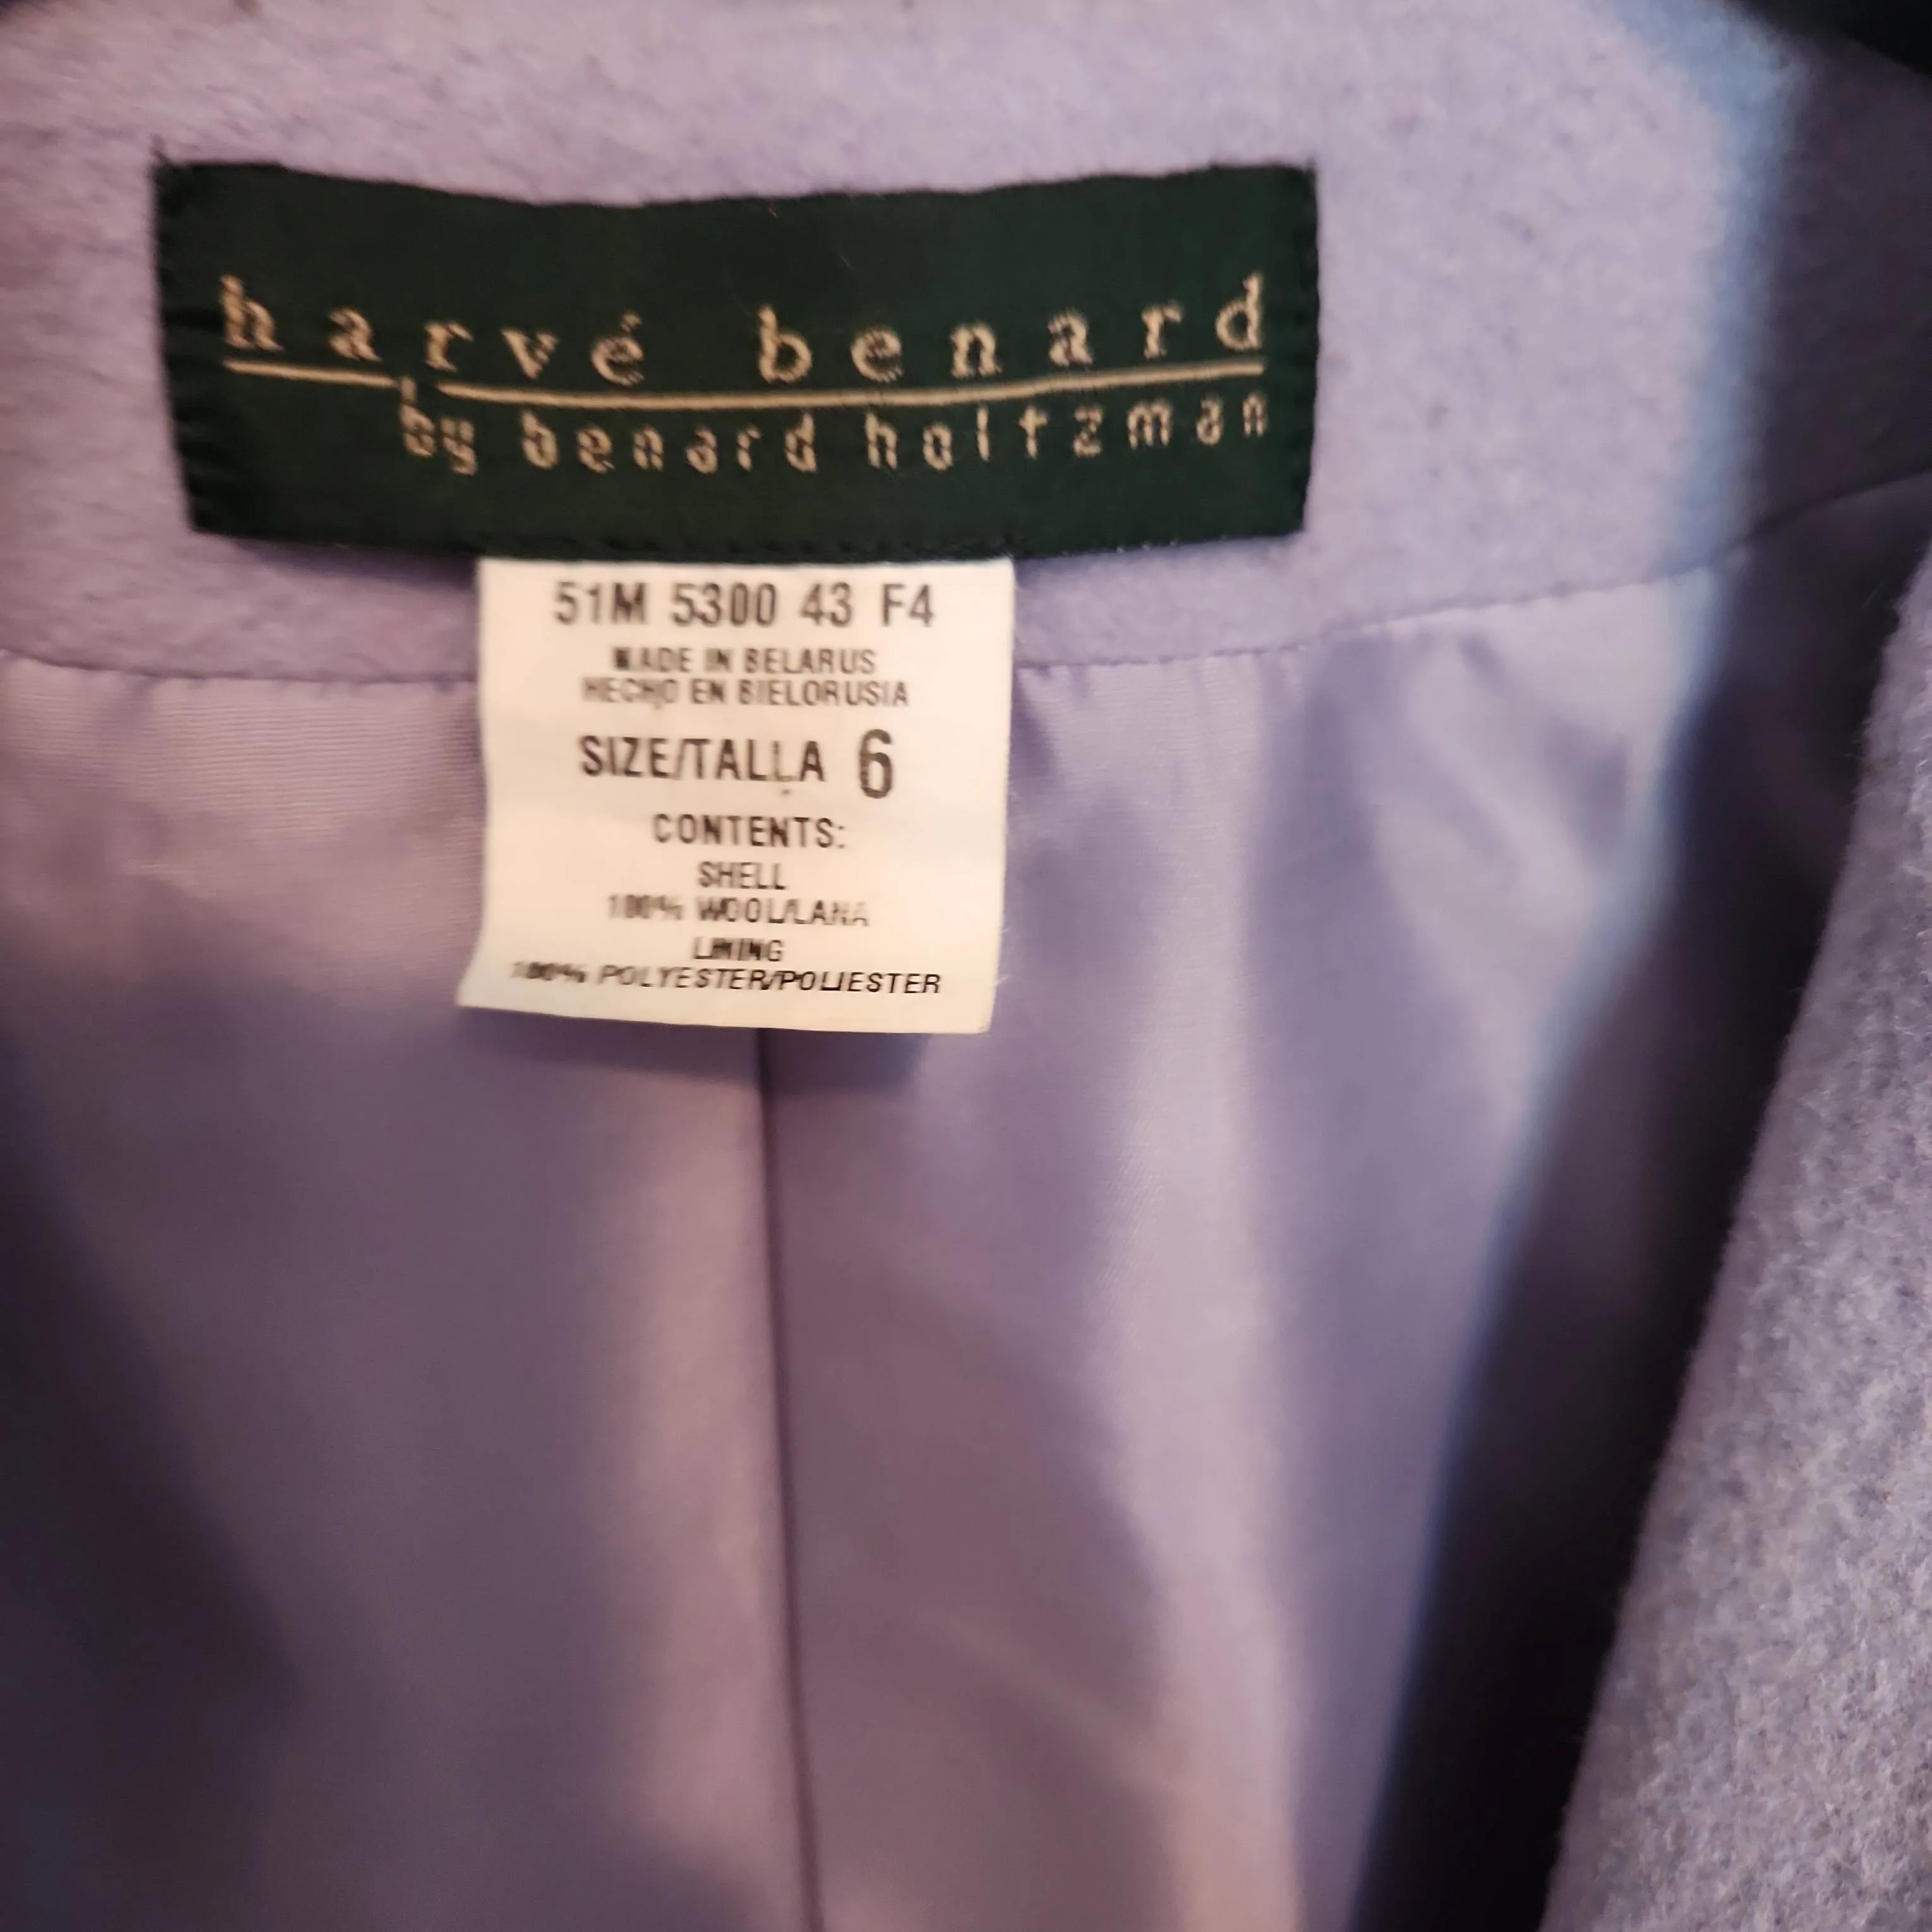 harvé benard
by benard holtzman
51M 5300 43 F4
MADE IN BELARUS
HECHO EN BIELORUSIA
SIZE/TALLA 6
CONTENTS:
SHELL
100% WOOL/LANA
LINING
100% POLYESTER/POLIESTER